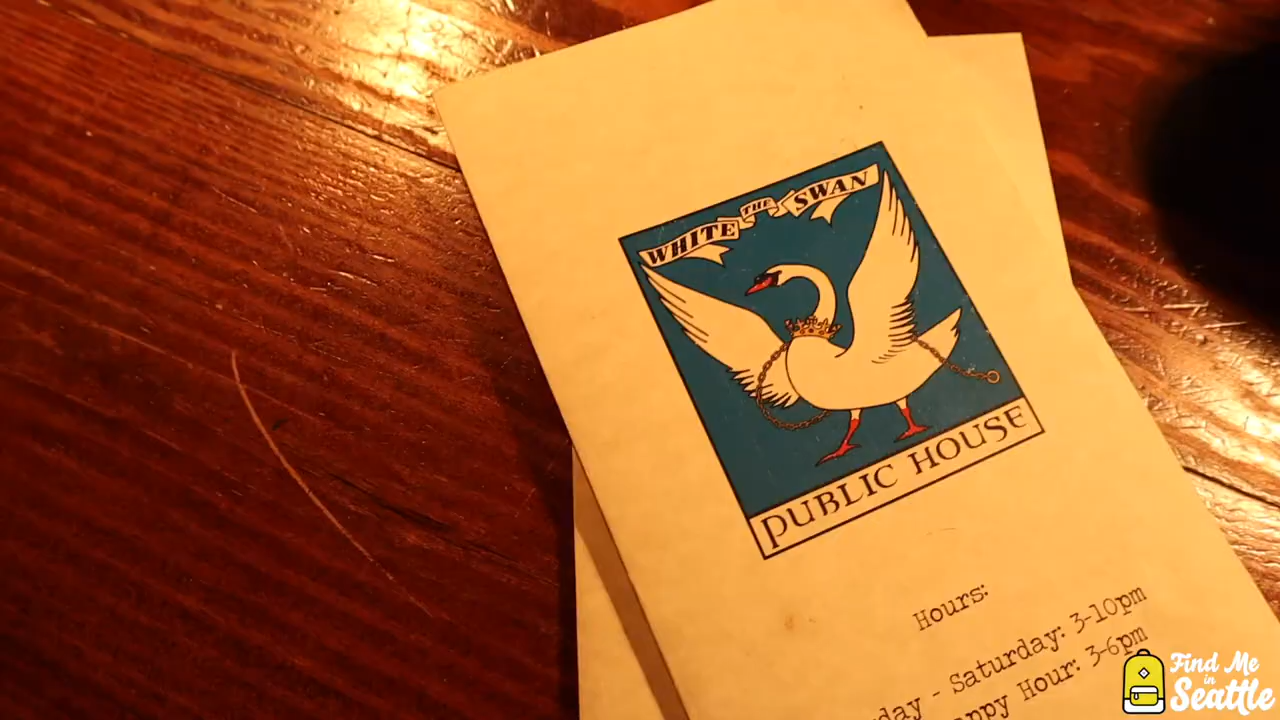 WHITE THE SWAN
PUBLIC HOUSE
Hours:
- Saturday: 3-10pm
Hour: 3-6pm
Find Me
in
Seattle